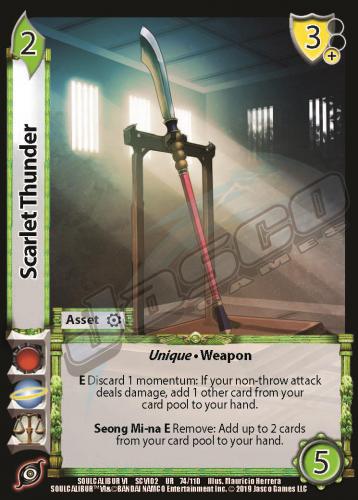 2
3
+
Scarlet Thunder
JASCO
GAMES
Asset
Unique • Weapon
E Discard 1 momentum: If your non-throw attack
deals damage, add 1 other card from your
card pool to your hand.
Seong Mi-na E Remove: Add up to 2 cards
from your card pool to your hand.
5
SOULCALIBUR VI SCVI02 UR 74/110 Illus. Mauricio Herrera
SOULCALIBUR™VI&©BANDAI NAMCO Entertainment Inc. © 2019 Jasco Games LLC